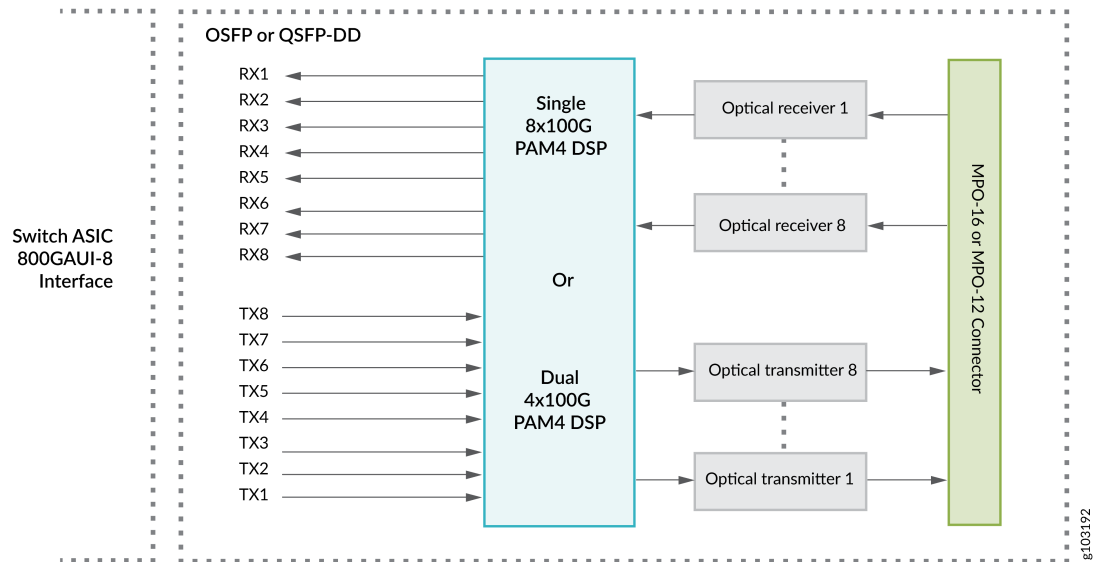 OSFP or QSFP-DD
Switch ASIC
800GAUI-8
Interface
RX1
RX2
RX3
RX4
RX5
RX6
RX7
RX8
TX8
TX7
TX6
TX5
TX4
TX3
TX2
TX1
Single
8x100G
PAM4 DSP
Or
Dual
4x100G
PAM4 DSP
Optical receiver 1
Optical receiver 8
Optical transmitter 8
Optical transmitter 1
MPO-16 or MPO-12 Connector
g103192